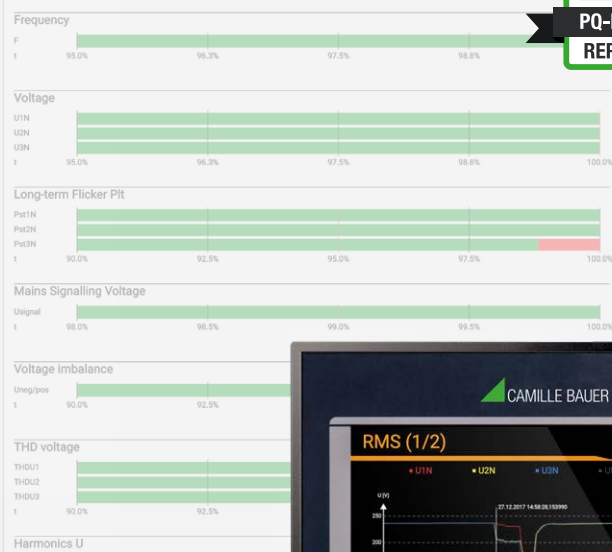 Frequency
F
t 95.0% 96.3% 97.5% 98.8%
PQ-
REP
Voltage
U1N
U2N
U3N
t 95.0% 96.3% 97.5% 98.8% 100.0%
Long-term Flicker Plt
Pst1N
Pst2N
Pst3N
t 90.0% 92.5% 95.0% 97.5% 100.0%
Mains Signalling Voltage
Usignal
t 98.0% 98.5% 99.0% 99.5% 100.0%
Voltage imbalance
Uneg/pos
t 90.0% 92.5%
CAMILLE BAUER
THD voltage
THDU1
THDU2
THDU3
t 90.0% 92.5%
RMS (1/2)
U1N U2N U3N
U (V)
27.12.2017 14:58:28,153990
250
200
Harmonics U